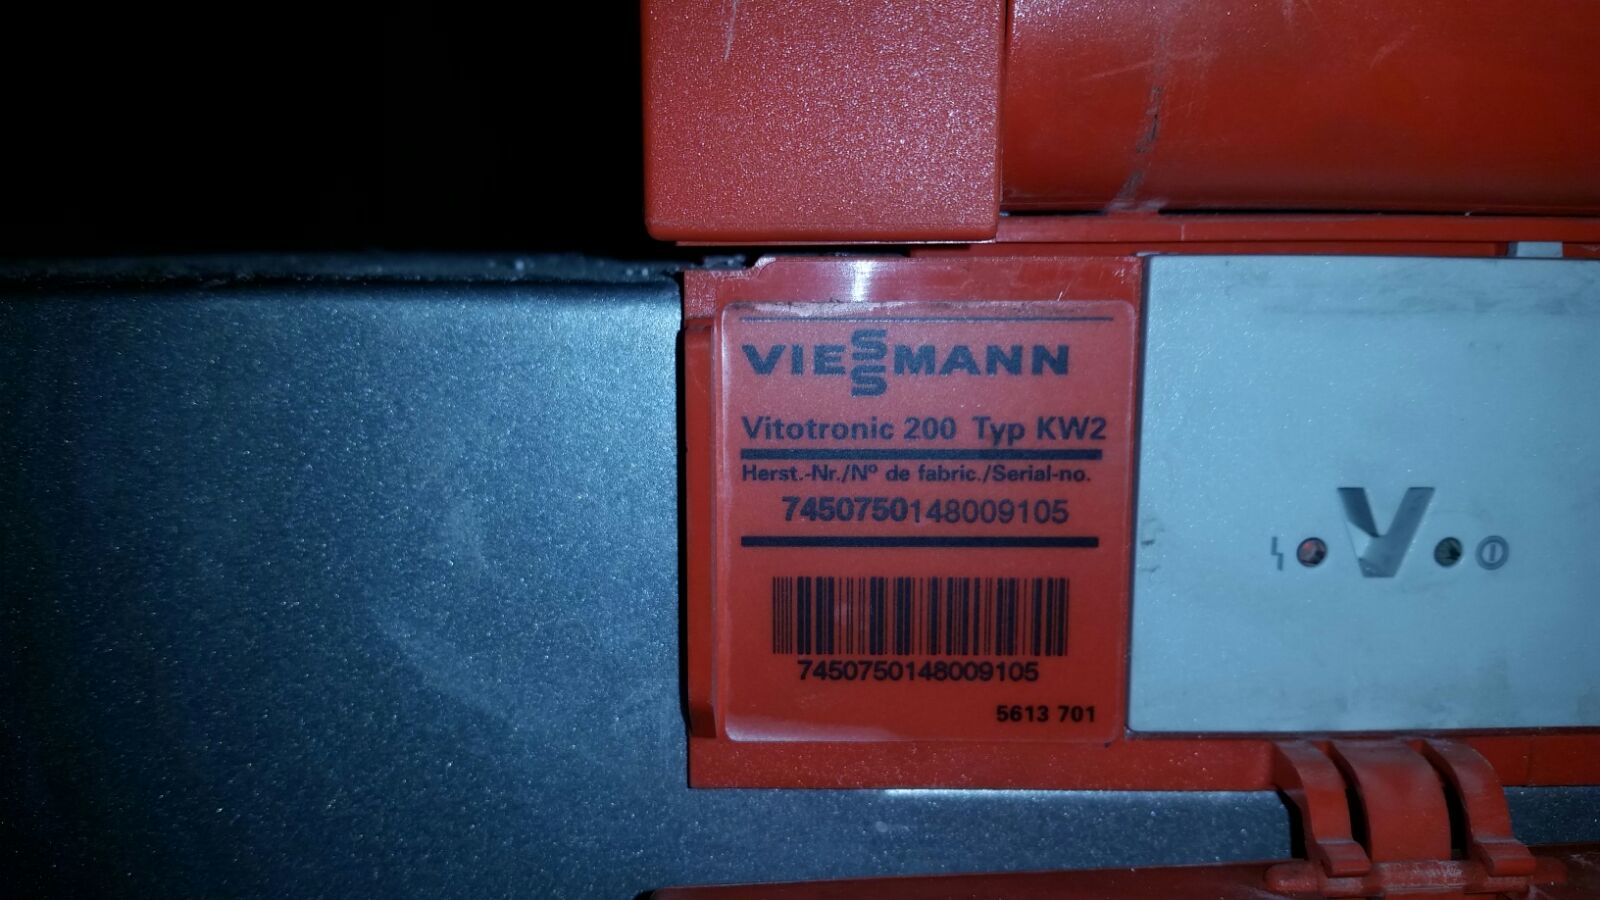 VIESSMANN
Vitotronic 200 Typ KW2
Herst.-Nr./Nº de fabric./Serial-no.
7450750148009105
7450750148009105
5613 701
V